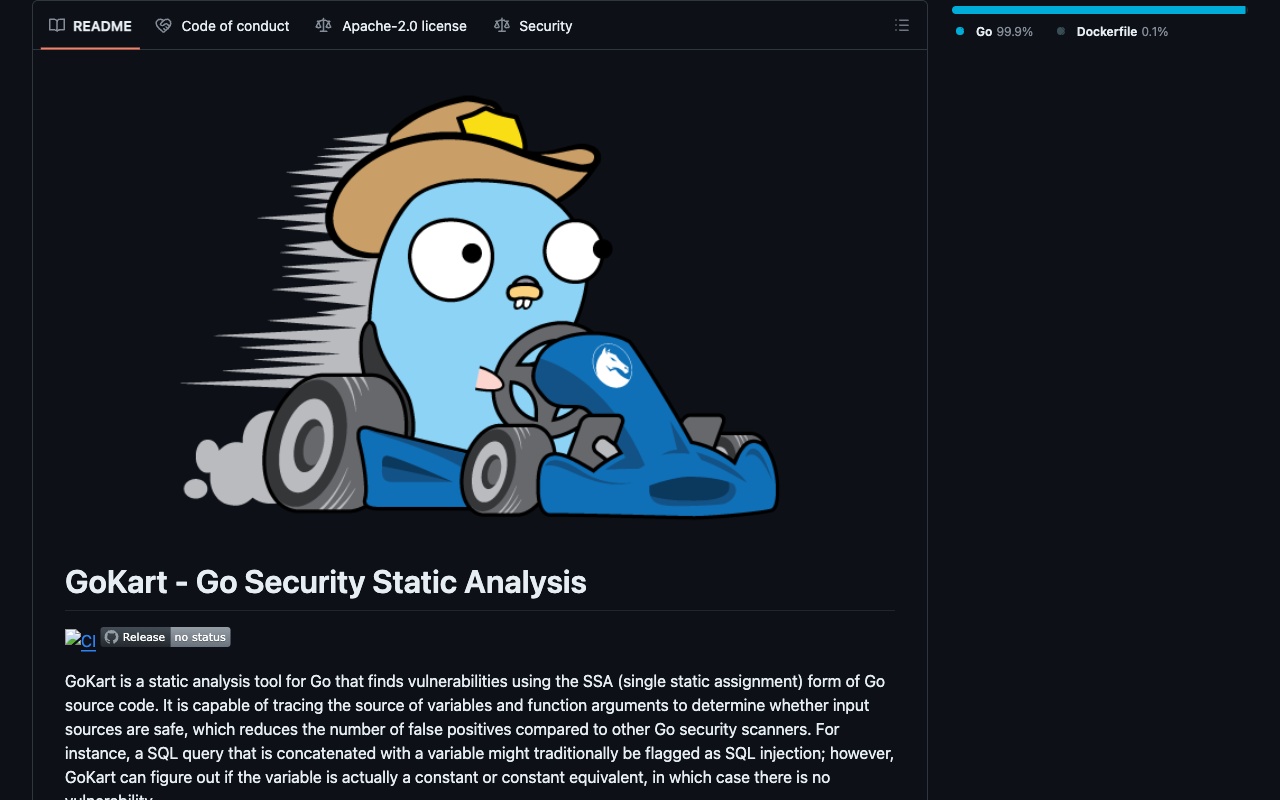 README
Code of conduct
Apache-2.0 license
Security
Go 99.9%
Dockerfile 0.1%
GoKart - Go Security Static Analysis
CI
Release no status
GoKart is a static analysis tool for Go that finds vulnerabilities using the SSA (single static assignment) form of Go
source code. It is capable of tracing the source of variables and function arguments to determine whether input
sources are safe, which reduces the number of false positives compared to other Go security scanners. For
instance, a SQL query that is concatenated with a variable might traditionally be flagged as SQL injection; however,
GoKart can figure out if the variable is actually a constant or constant equivalent, in which case there is no
vulnerability.